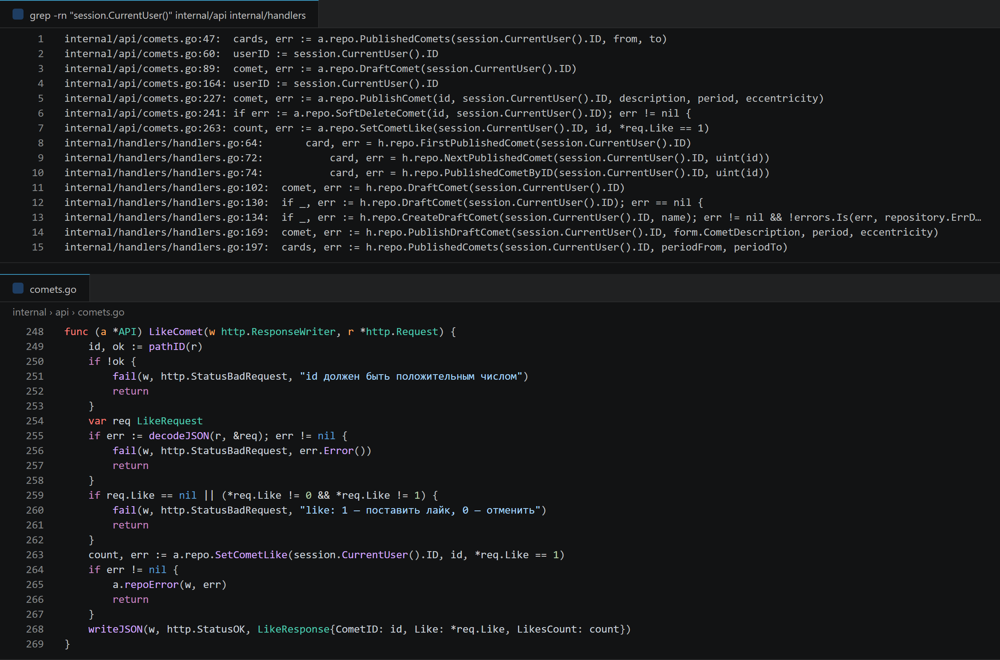 grep -rn "session.CurrentUser()" internal/api internal/handlers
1 internal/api/comets.go:47:  cards, err := a.repo.PublishedComets(session.CurrentUser().ID, from, to)
2 internal/api/comets.go:60:  userID := session.CurrentUser().ID
3 internal/api/comets.go:89:  comet, err := a.repo.DraftComet(session.CurrentUser().ID)
4 internal/api/comets.go:164: userID := session.CurrentUser().ID
5 internal/api/comets.go:227: comet, err := a.repo.PublishComet(id, session.CurrentUser().ID, description, period, eccentricity)
6 internal/api/comets.go:241: if err := a.repo.SoftDeleteComet(id, session.CurrentUser().ID); err != nil {
7 internal/api/comets.go:263: count, err := a.repo.SetCometLike(session.CurrentUser().ID, id, *req.Like == 1)
8 internal/handlers/handlers.go:64:       card, err = h.repo.FirstPublishedComet(session.CurrentUser().ID)
9 internal/handlers/handlers.go:72:           card, err = h.repo.NextPublishedComet(session.CurrentUser().ID, uint(id))
10 internal/handlers/handlers.go:74:           card, err = h.repo.PublishedCometByID(session.CurrentUser().ID, uint(id))
11 internal/handlers/handlers.go:102:  comet, err := h.repo.DraftComet(session.CurrentUser().ID)
12 internal/handlers/handlers.go:130:  if _, err := h.repo.DraftComet(session.CurrentUser().ID); err == nil {
13 internal/handlers/handlers.go:134:  if _, err := h.repo.CreateDraftComet(session.CurrentUser().ID, name); err != nil && !errors.Is(err, repository.ErrD…
14 internal/handlers/handlers.go:169:  comet, err := h.repo.PublishDraftComet(session.CurrentUser().ID, form.CometDescription, period, eccentricity)
15 internal/handlers/handlers.go:197:  cards, err := h.repo.PublishedComets(session.CurrentUser().ID, periodFrom, periodTo)
comets.go
internal › api › comets.go
248 func (a *API) LikeComet(w http.ResponseWriter, r *http.Request) {
249     id, ok := pathID(r)
250     if !ok {
251         fail(w, http.StatusBadRequest, "id должен быть положительным числом")
252         return
253     }
254     var req LikeRequest
255     if err := decodeJSON(r, &req); err != nil {
256         fail(w, http.StatusBadRequest, err.Error())
257         return
258     }
259     if req.Like == nil || (*req.Like != 0 && *req.Like != 1) {
260         fail(w, http.StatusBadRequest, "like: 1 — поставить лайк, 0 — отменить")
261         return
262     }
263     count, err := a.repo.SetCometLike(session.CurrentUser().ID, id, *req.Like == 1)
264     if err != nil {
265         a.repoError(w, err)
266         return
267     }
268     writeJSON(w, http.StatusOK, LikeResponse{CometID: id, Like: *req.Like, LikesCount: count})
269 }